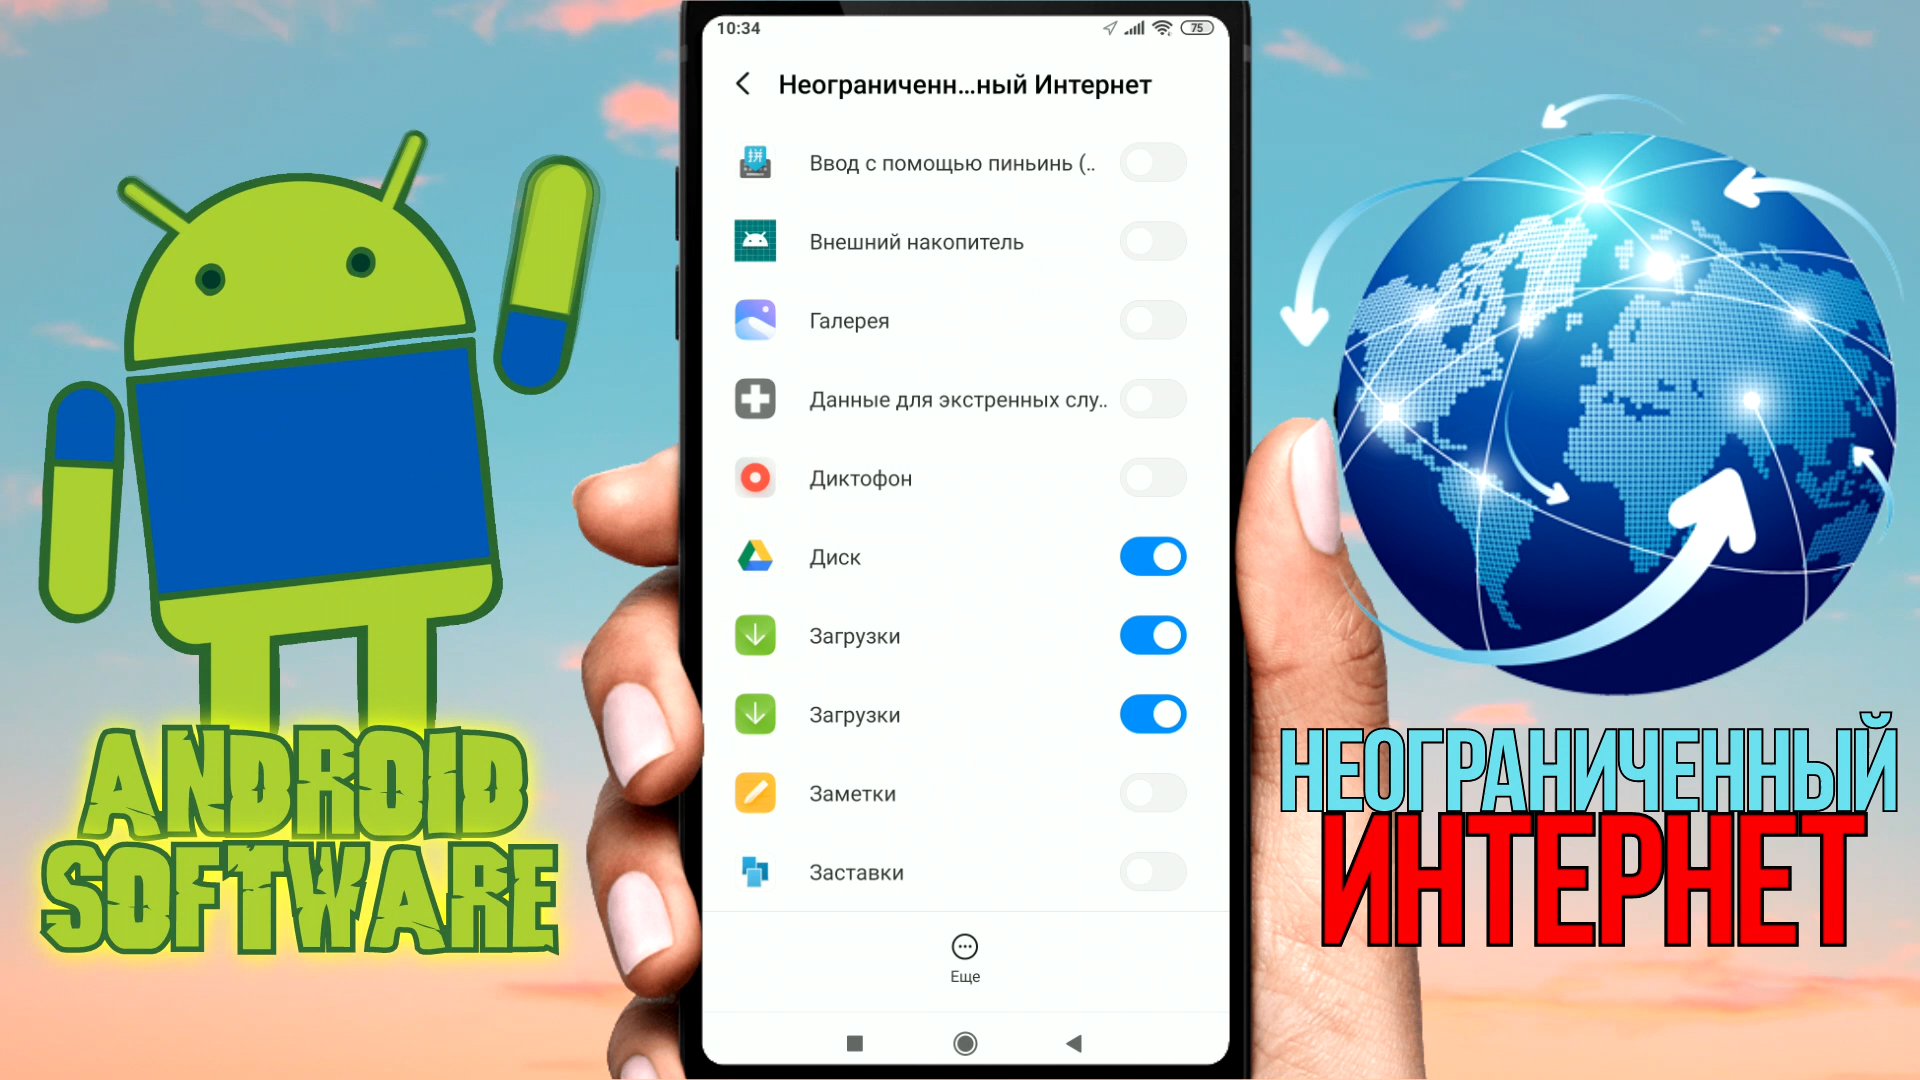 10:34
75
Неограниченн...ный Интернет
拼
Ввод с помощью пиньинь (..
Внешний накопитель
Галерея
Данные для экстренных слу..
Диктофон
Диск
Загрузки
Загрузки
Заметки
Заставки
Еще
ANDROID
SOFTWARE
НЕОГРАНИЧЕННЫЙ
ИНТЕРНЕТ